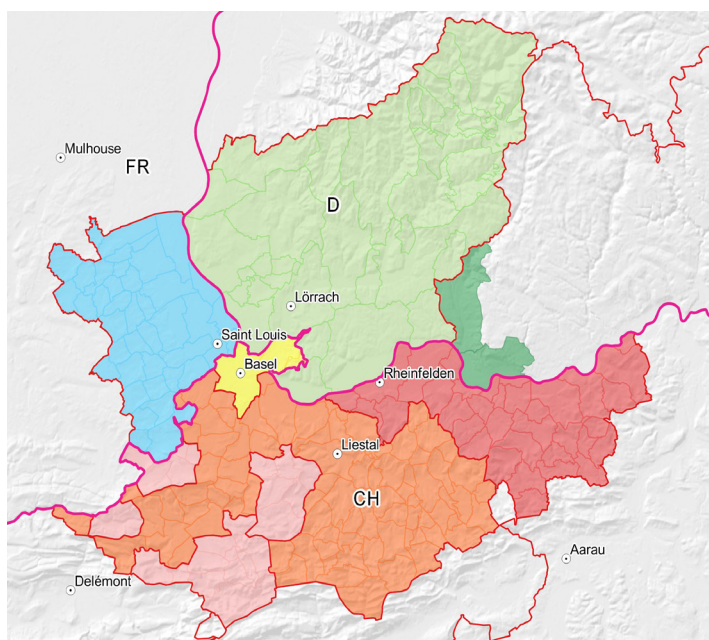 Mulhouse
FR
D
Lörrach
Saint Louis
Basel
Rheinfelden
Liestal
CH
Aarau
Delémont